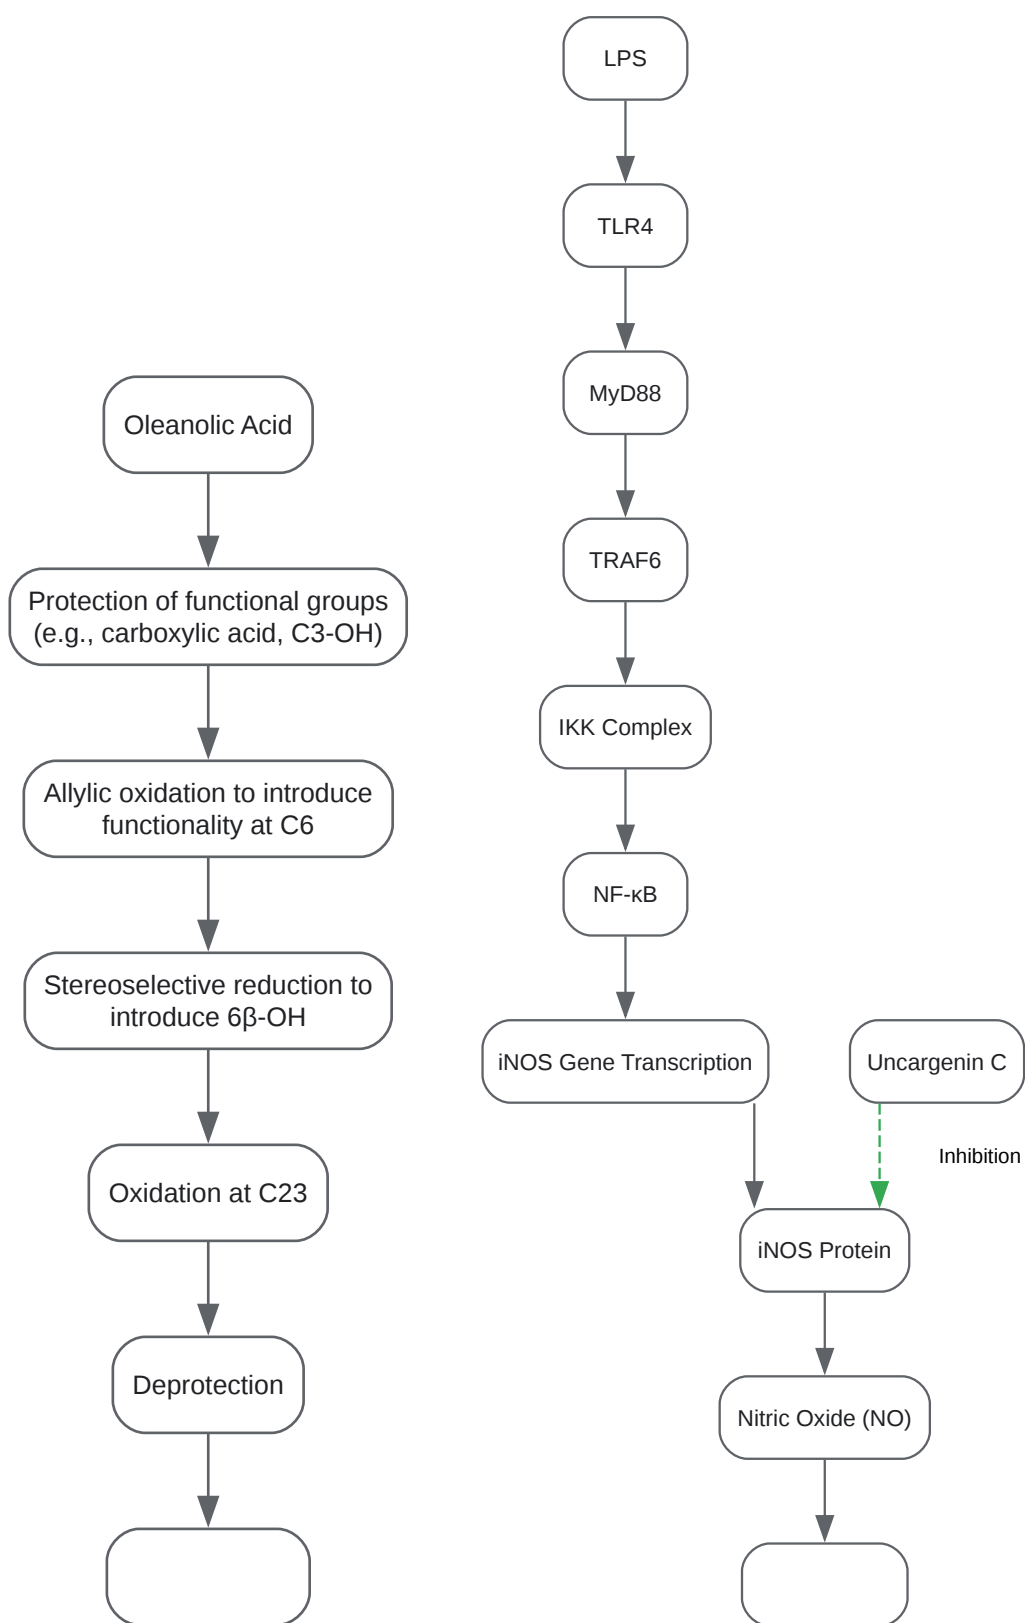 Oleanolic Acid
Protection of functional groups
(e.g., carboxylic acid, C3-OH)
Allylic oxidation to introduce
functionality at C6
Stereoselective reduction to
introduce 6β-OH
Oxidation at C23
Deprotection
LPS
TLR4
MyD88
TRAF6
IKK Complex
NF-κB
iNOS Gene Transcription
Uncargenin C
Inhibition
iNOS Protein
Nitric Oxide (NO)